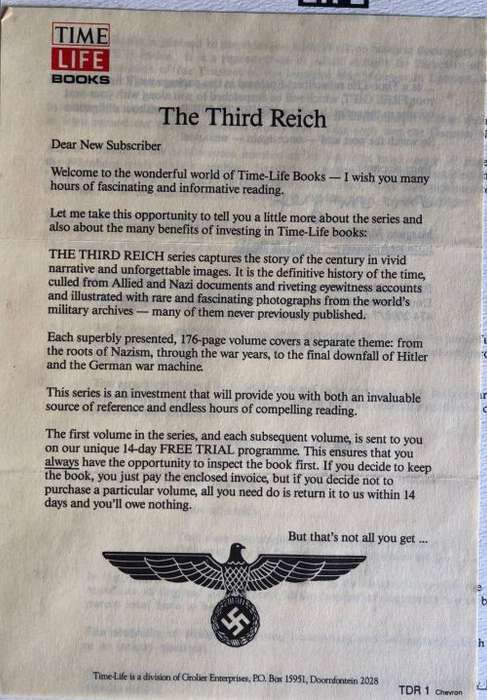 TIME
LIFE
BOOKS
The Third Reich
Dear New Subscriber
Welcome to the wonderful world of Time-Life Books — I wish you many
hours of fascinating and informative reading.
Let me take this opportunity to tell you a little more about the series and
also about the many benefits of investing in Time-Life books:
THE THIRD REICH series captures the story of the century in vivid
narrative and unforgettable images. It is the definitive history of the time,
culled from Allied and Nazi documents and riveting eyewitness accounts
and illustrated with rare and fascinating photographs from the world's
military archives — many of them never previously published.
Each superbly presented, 176-page volume covers a separate theme: from
the roots of Nazism, through the war years, to the final downfall of Hitler
and the German war machine.
This series is an investment that will provide you with both an invaluable
source of reference and endless hours of compelling reading.
The first volume in the series, and each subsequent volume, is sent to you
on our unique 14-day FREE TRIAL programme. This ensures that you
always have the opportunity to inspect the book first. If you decide to keep
the book, you just pay the enclosed invoice, but if you decide not to
purchase a particular volume, all you need do is return it to us within 14
days and you'll owe nothing.
But that's not all you get ...
Time-Life is a division of Grolier Enterprises, P.O. Box 15951, Doornfontein 2028
TDR 1 Chevron